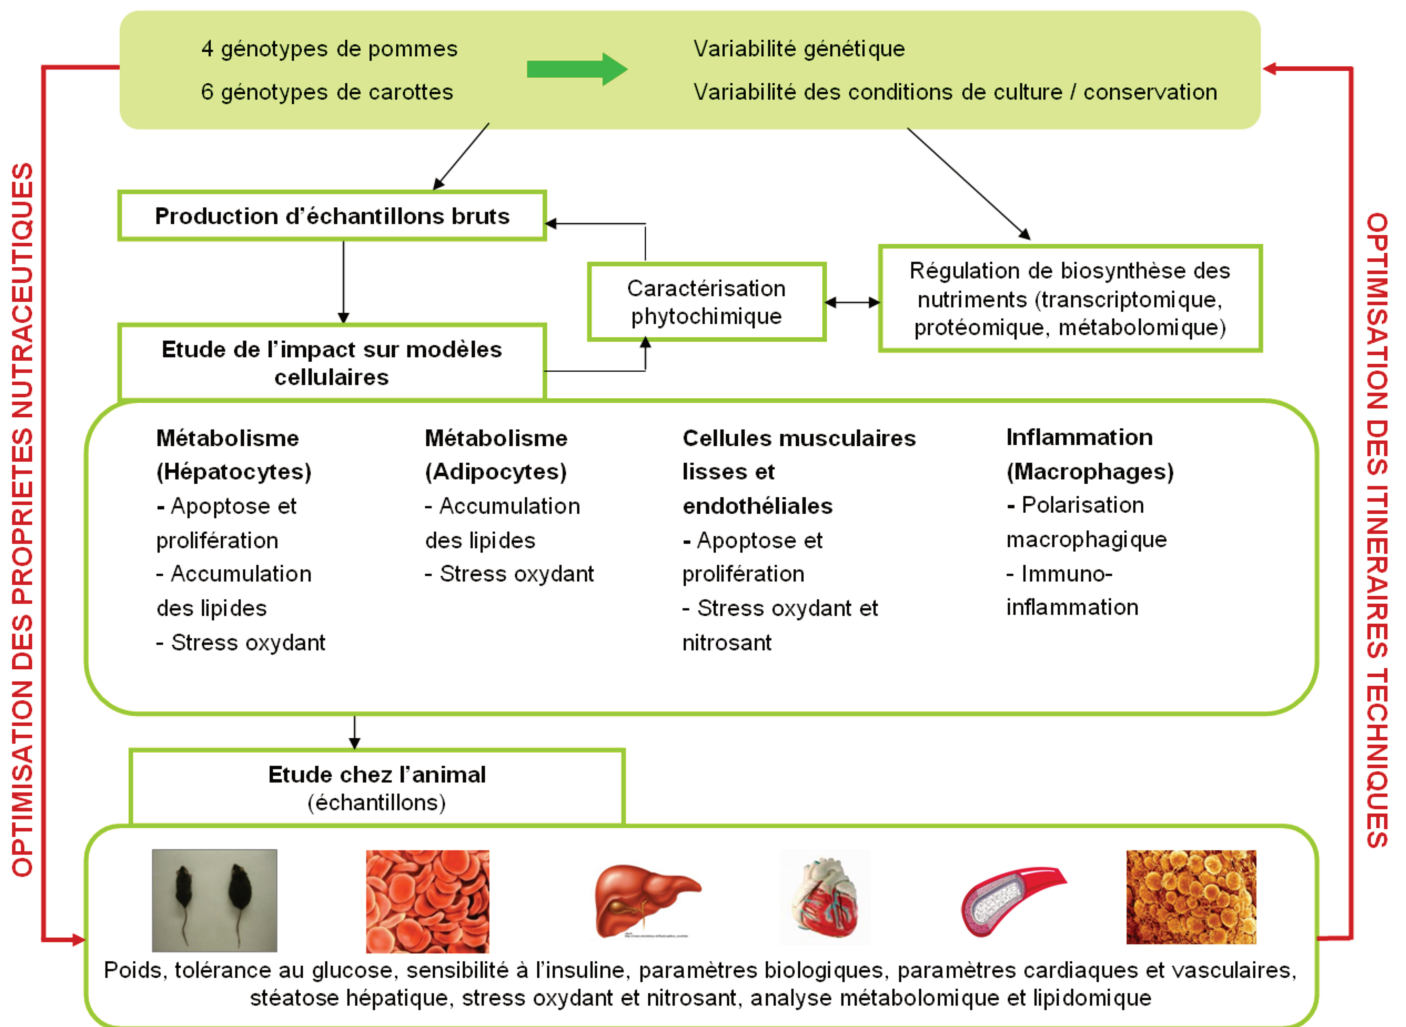 4 génotypes de pommes
6 génotypes de carottes
Variabilité génétique
Variabilité des conditions de culture / conservation
OPTIMISATION DES PROPRIETES NUTRACEUTIQUES
OPTIMISATION DES ITINERAIRES TECHNIQUES
Production d’échantillons bruts
Caractérisation
phytochimique
Régulation de biosynthèse des
nutriments (transcriptomique,
protéomique, métabolomique)
Etude de l’impact sur modèles
cellulaires
Métabolisme
(Hépatocytes)
- Apoptose et
prolifération
- Accumulation
des lipides
- Stress oxydant
Métabolisme
(Adipocytes)
- Accumulation
des lipides
- Stress oxydant
Cellules musculaires
lisses et
endothéliales
- Apoptose et
prolifération
- Stress oxydant et
nitrosant
Inflammation
(Macrophages)
- Polarisation
macrophagique
- Immuno-
inflammation
Etude chez l’animal
(échantillons)
Poids, tolérance au glucose, sensibilité à l’insuline, paramètres biologiques, paramètres cardiaques et vasculaires,
stéatose hépatique, stress oxydant et nitrosant, analyse métabolomique et lipidomique